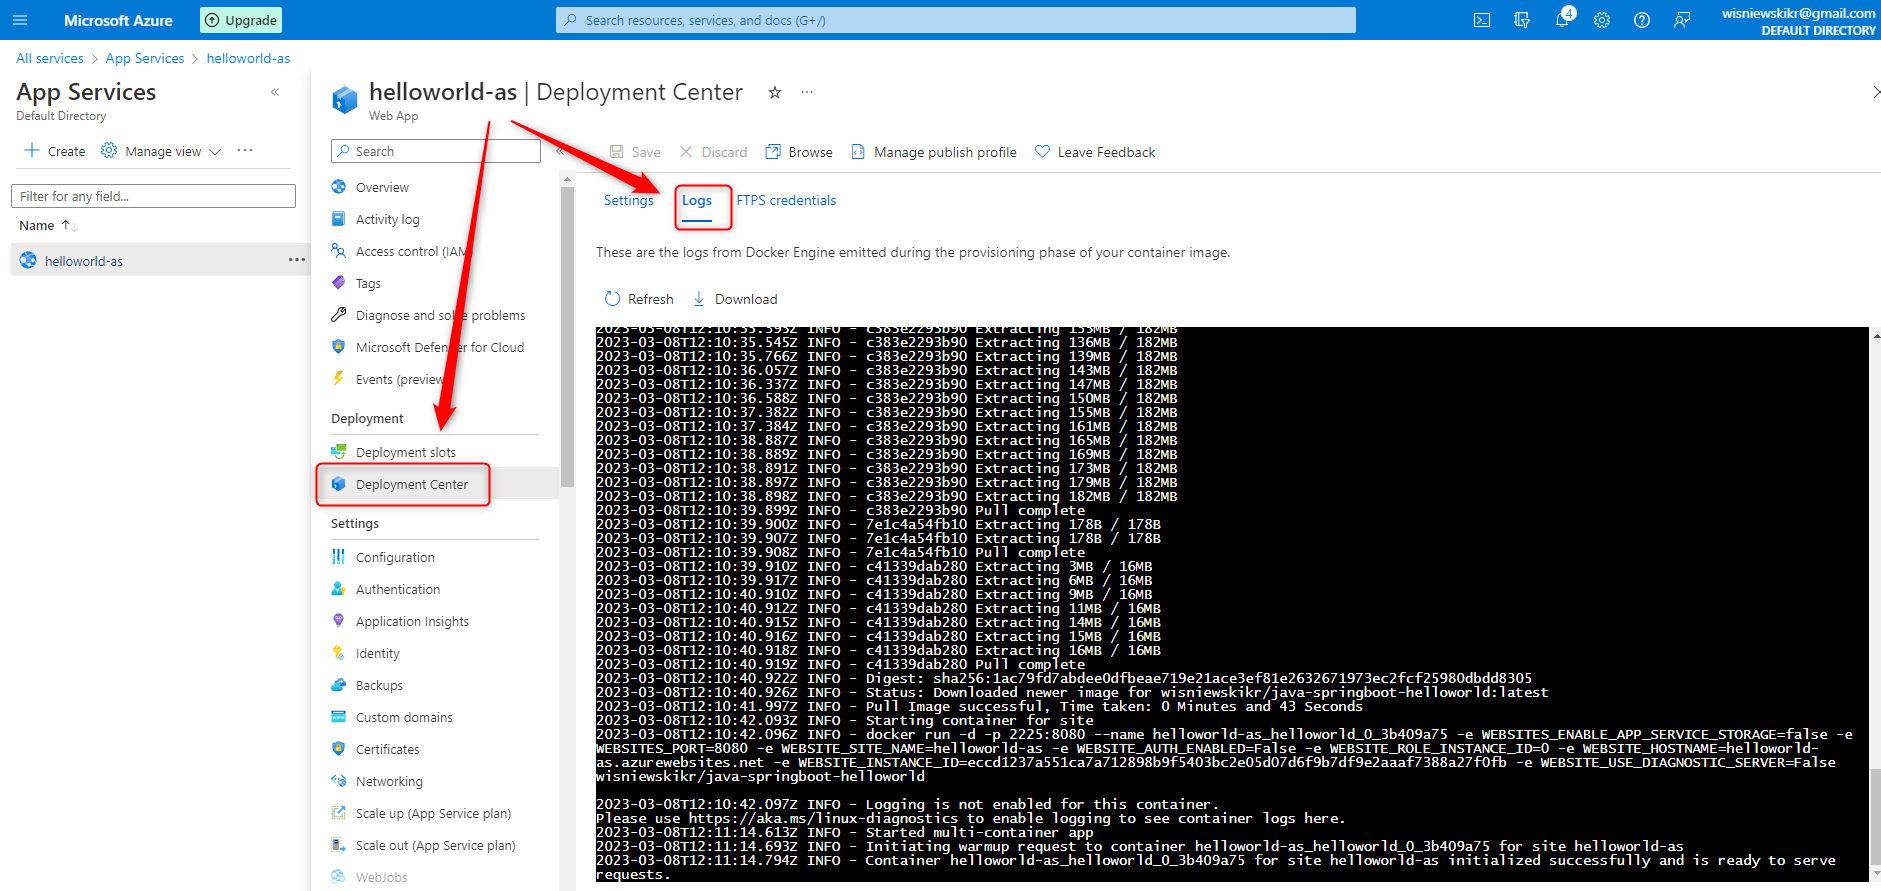 Microsoft Azure
Upgrade
Search resources, services, and docs (G+/)
4
wisniewskikr@gmail.com
DEFAULT DIRECTORY
All services > App Services > helloworld-as
App Services
Default Directory
Create
Manage view
Filter for any field...
Name
helloworld-as
helloworld-as | Deployment Center
Web App
Search
Overview
Activity log
Access control (IAM)
Tags
Diagnose and solve problems
Microsoft Defender for Cloud
Events (preview)
Deployment
Deployment slots
Deployment Center
Settings
Configuration
Authentication
Application Insights
Identity
Backups
Custom domains
Certificates
Networking
Scale up (App Service plan)
Scale out (App Service plan)
WebJobs
Save
Discard
Browse
Manage publish profile
Leave Feedback
Settings
Logs
FTPS credentials
These are the logs from Docker Engine emitted during the provisioning phase of your container image.
Refresh
Download
2023-03-08T12:10:35.545Z INFO - c383e2293b90 Extracting 136MB / 182MB
2023-03-08T12:10:35.766Z INFO - c383e2293b90 Extracting 139MB / 182MB
2023-03-08T12:10:36.057Z INFO - c383e2293b90 Extracting 143MB / 182MB
2023-03-08T12:10:36.337Z INFO - c383e2293b90 Extracting 147MB / 182MB
2023-03-08T12:10:36.588Z INFO - c383e2293b90 Extracting 150MB / 182MB
2023-03-08T12:10:37.382Z INFO - c383e2293b90 Extracting 155MB / 182MB
2023-03-08T12:10:37.384Z INFO - c383e2293b90 Extracting 161MB / 182MB
2023-03-08T12:10:38.887Z INFO - c383e2293b90 Extracting 165MB / 182MB
2023-03-08T12:10:38.889Z INFO - c383e2293b90 Extracting 169MB / 182MB
2023-03-08T12:10:38.891Z INFO - c383e2293b90 Extracting 173MB / 182MB
2023-03-08T12:10:38.897Z INFO - c383e2293b90 Extracting 179MB / 182MB
2023-03-08T12:10:38.898Z INFO - c383e2293b90 Extracting 182MB / 182MB
2023-03-08T12:10:39.899Z INFO - c383e2293b90 Pull complete
2023-03-08T12:10:39.900Z INFO - 7e1c4a54fb10 Extracting 178B / 178B
2023-03-08T12:10:39.907Z INFO - 7e1c4a54fb10 Extracting 178B / 178B
2023-03-08T12:10:39.908Z INFO - 7e1c4a54fb10 Pull complete
2023-03-08T12:10:39.910Z INFO - c41339dab280 Extracting 3MB / 16MB
2023-03-08T12:10:39.917Z INFO - c41339dab280 Extracting 6MB / 16MB
2023-03-08T12:10:40.910Z INFO - c41339dab280 Extracting 9MB / 16MB
2023-03-08T12:10:40.912Z INFO - c41339dab280 Extracting 11MB / 16MB
2023-03-08T12:10:40.915Z INFO - c41339dab280 Extracting 14MB / 16MB
2023-03-08T12:10:40.916Z INFO - c41339dab280 Extracting 15MB / 16MB
2023-03-08T12:10:40.918Z INFO - c41339dab280 Extracting 16MB / 16MB
2023-03-08T12:10:40.919Z INFO - c41339dab280 Pull complete
2023-03-08T12:10:40.922Z INFO - Digest: sha256:1ac79fd7abdee0dfbeae719e21ace3ef81e2632671973ec2fcf25980dbdd8305
2023-03-08T12:10:40.926Z INFO - Status: Downloaded newer image for wisniewskikr/java-springboot-helloworld:latest
2023-03-08T12:10:41.997Z INFO - Pull Image successful, Time taken: 0 Minutes and 43 Seconds
2023-03-08T12:10:42.093Z INFO - Starting container for site
2023-03-08T12:10:42.096Z INFO - docker run -d -p 2225:8080 --name helloworld-as_helloworld_0_3b409a75 -e WEBSITES_ENABLE_APP_SERVICE_STORAGE=false -e
WEBSITES_PORT=8080 -e WEBSITE_SITE_NAME=helloworld-as -e WEBSITE_AUTH_ENABLED=False -e WEBSITE_ROLE_INSTANCE_ID=0 -e WEBSITE_HOSTNAME=helloworld-
as.azurewebsites.net -e WEBSITE_INSTANCE_ID=eccd1237a551ca7a712898b9f5403bc2e05d07d6f9b7df9e2aaaf7388a27f0fb -e WEBSITE_USE_DIAGNOSTIC_SERVER=False
wisniewskikr/java-springboot-helloworld
2023-03-08T12:10:42.097Z INFO - Logging is not enabled for this container.
Please use https://aka.ms/linux-diagnostics to enable logging to see container logs here.
2023-03-08T12:11:14.613Z INFO - Started multi-container app
2023-03-08T12:11:14.693Z INFO - Initiating warmup request to container helloworld-as_helloworld_0_3b409a75 for site helloworld-as
2023-03-08T12:11:14.794Z INFO - Container helloworld-as_helloworld_0_3b409a75 for site helloworld-as initialized successfully and is ready to serve
requests.